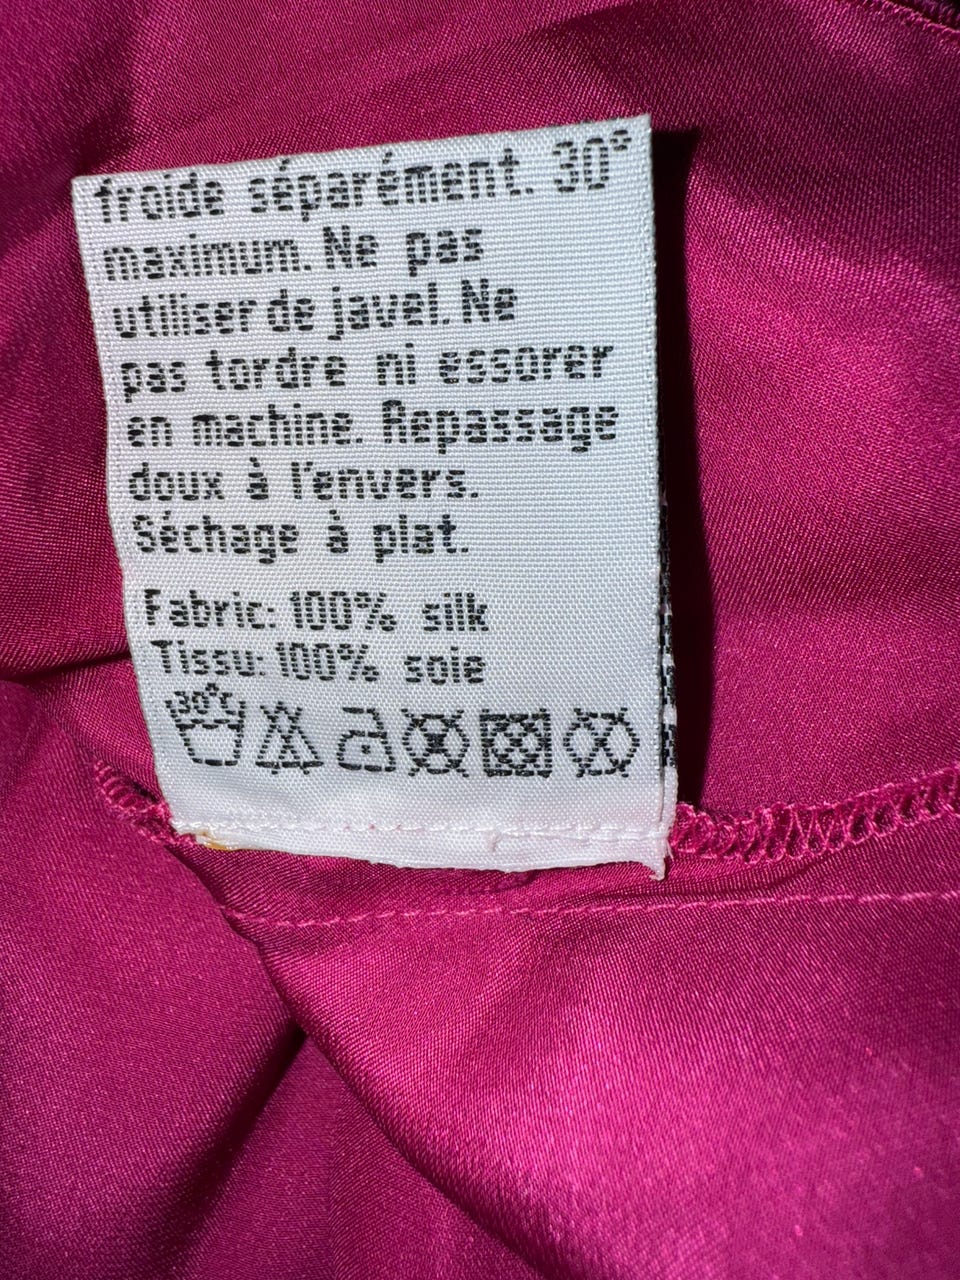 froide séparément. 30°
maximum. Ne pas
utiliser de javel. Ne
pas tordre ni essorer
en machine. Repassage
doux à l'envers.
Séchage à plat.
Fabric: 100% silk
Tissu: 100% soie
30°C